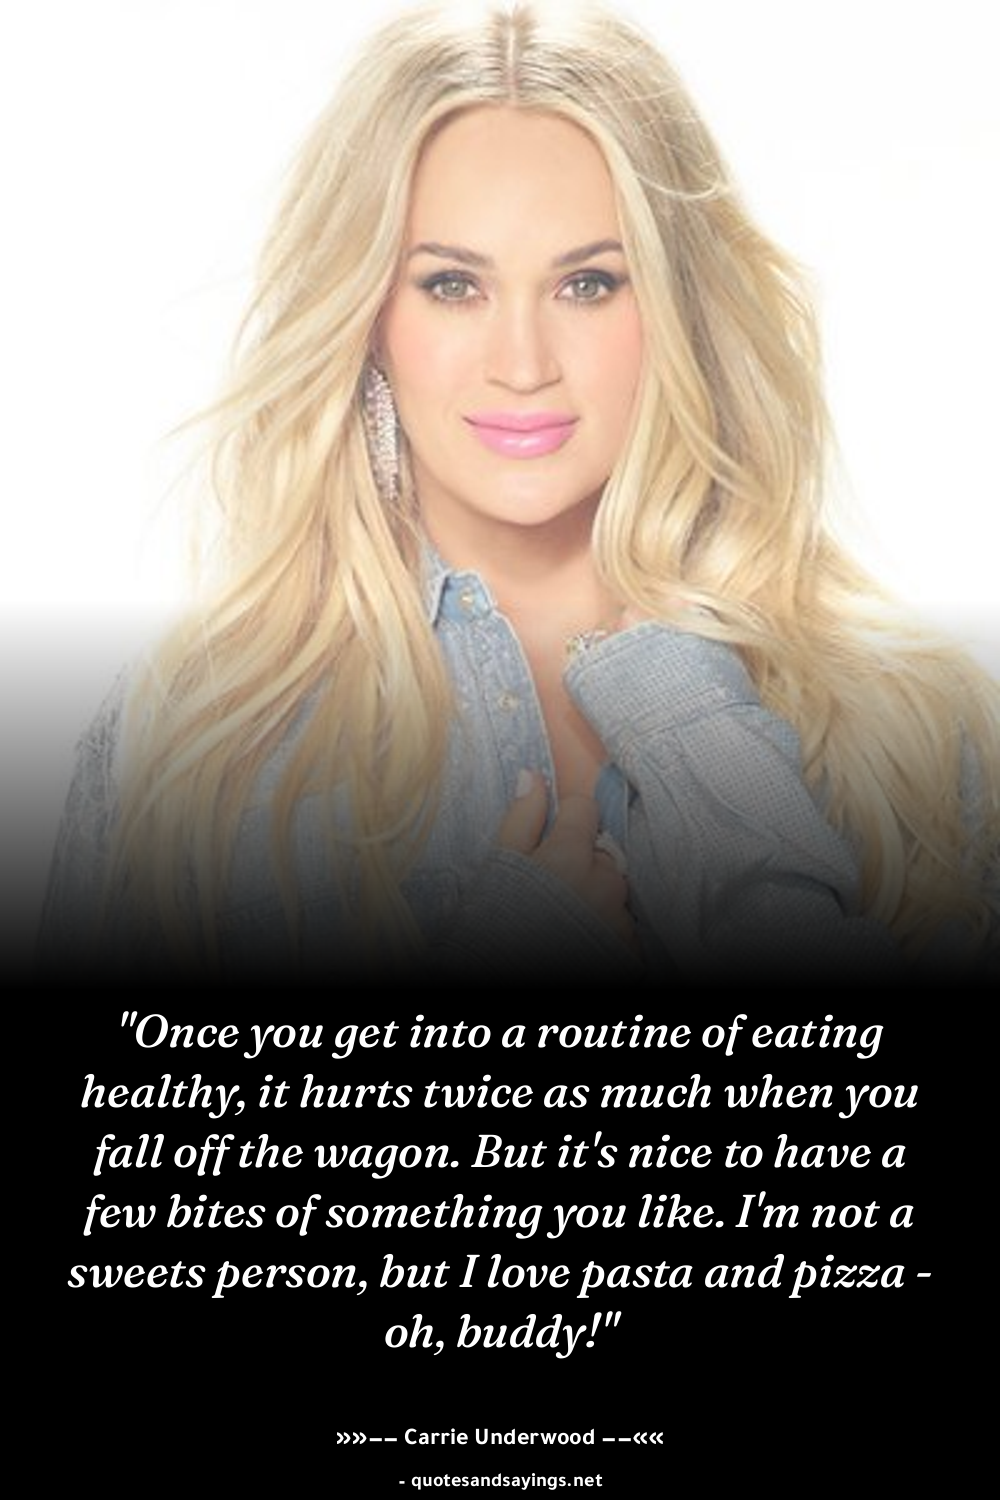 "Once you get into a routine of eating
healthy, it hurts twice as much when you
fall off the wagon. But it's nice to have a
few bites of something you like. I'm not a
sweets person, but I love pasta and pizza -
oh, buddy!"
»»–– Carrie Underwood ––««
- quotesandsayings.net